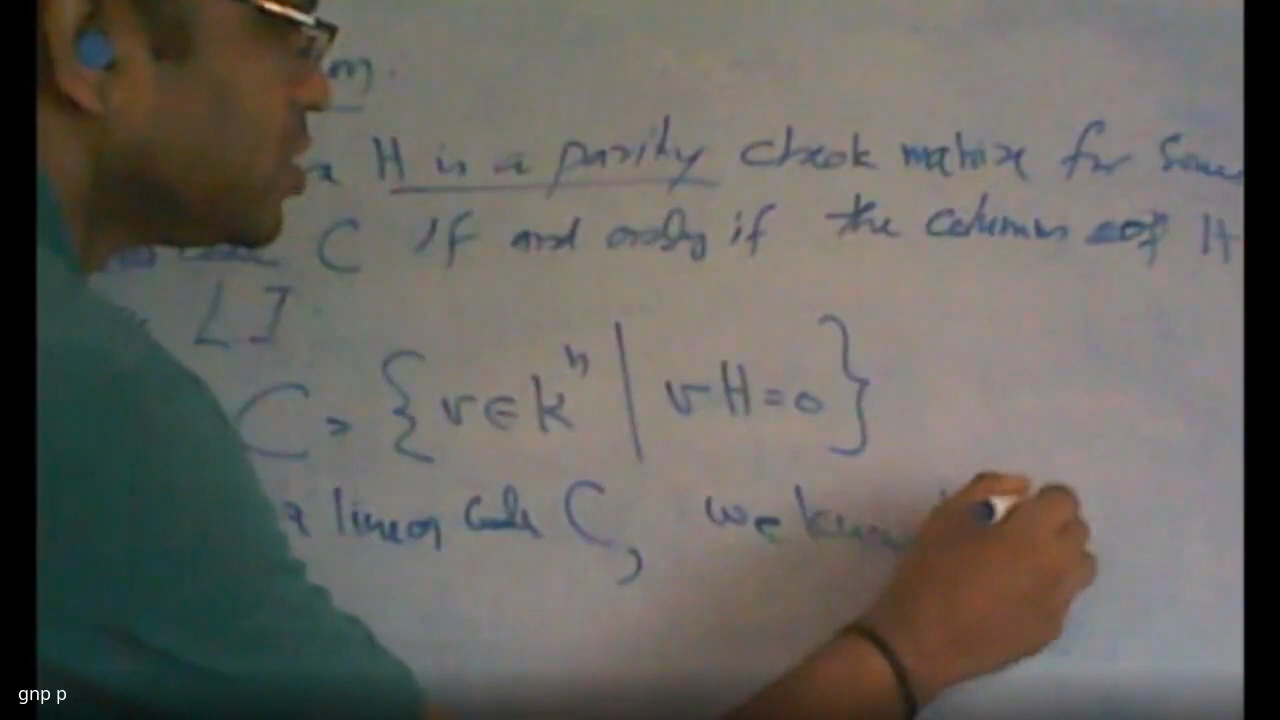 H is a parity check matrix for Some
C If and only if the columns of H
LI
C = {v ∈ K^n | vH = 0}
a linear Code C, we know
gnp p